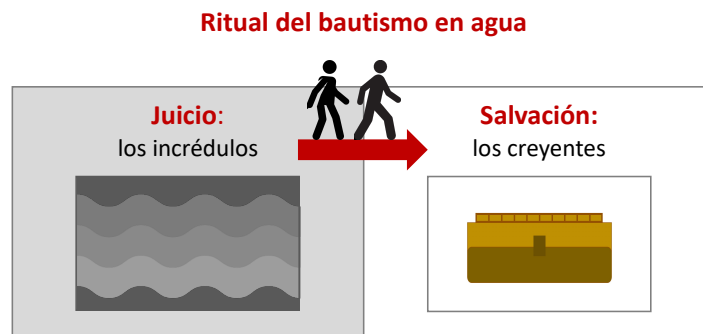 Ritual del bautismo en agua
Juicio:
los incrédulos
Salvación:
los creyentes